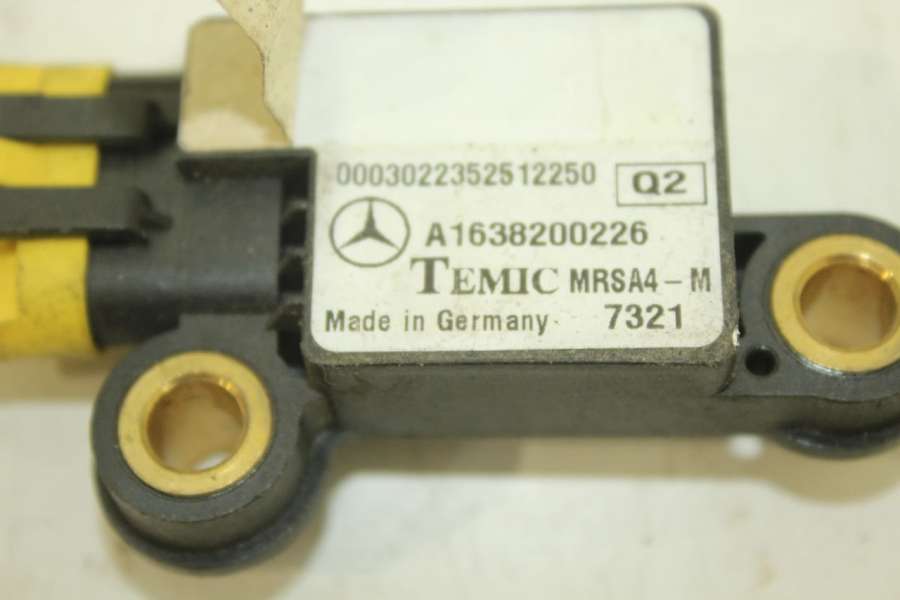 0003022352512250 Q2
A1638200226
TEMIC MRSA4-M
Made in Germany 7321